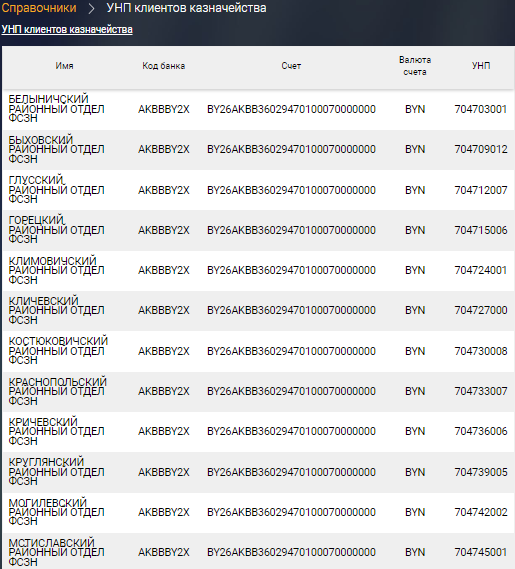 Справочники > УНП клиентов казначейства
УНП клиентов казначейства
Имя Код банка Счет Валюта счета УНП
БЕЛЫНИЧСКИЙ РАЙОННЫЙ ОТДЕЛ ФСЗН AKBBBY2X BY26AKBB36029470100070000000 BYN 704703001
БЫХОВСКИЙ РАЙОННЫЙ ОТДЕЛ ФСЗН AKBBBY2X BY26AKBB36029470100070000000 BYN 704709012
ГЛУССКИЙ РАЙОННЫЙ ОТДЕЛ ФСЗН AKBBBY2X BY26AKBB36029470100070000000 BYN 704712007
ГОРЕЦКИЙ РАЙОННЫЙ ОТДЕЛ ФСЗН AKBBBY2X BY26AKBB36029470100070000000 BYN 704715006
КЛИМОВИЧСКИЙ РАЙОННЫЙ ОТДЕЛ ФСЗН AKBBBY2X BY26AKBB36029470100070000000 BYN 704724001
КЛИЧЕВСКИЙ РАЙОННЫЙ ОТДЕЛ ФСЗН AKBBBY2X BY26AKBB36029470100070000000 BYN 704727000
КОСТЮКОВИЧСКИЙ РАЙОННЫЙ ОТДЕЛ ФСЗН AKBBBY2X BY26AKBB36029470100070000000 BYN 704730008
КРАСНОПОЛЬСКИЙ РАЙОННЫЙ ОТДЕЛ ФСЗН AKBBBY2X BY26AKBB36029470100070000000 BYN 704733007
КРИЧЕВСКИЙ РАЙОННЫЙ ОТДЕЛ ФСЗН AKBBBY2X BY26AKBB36029470100070000000 BYN 704736006
КРУГЛЯНСКИЙ РАЙОННЫЙ ОТДЕЛ ФСЗН AKBBBY2X BY26AKBB36029470100070000000 BYN 704739005
МОГИЛЕВСКИЙ РАЙОННЫЙ ОТДЕЛ ФСЗН AKBBBY2X BY26AKBB36029470100070000000 BYN 704742002
МСТИСЛАВСКИЙ РАЙОННЫЙ ОТДЕЛ ФСЗН AKBBBY2X BY26AKBB36029470100070000000 BYN 704745001